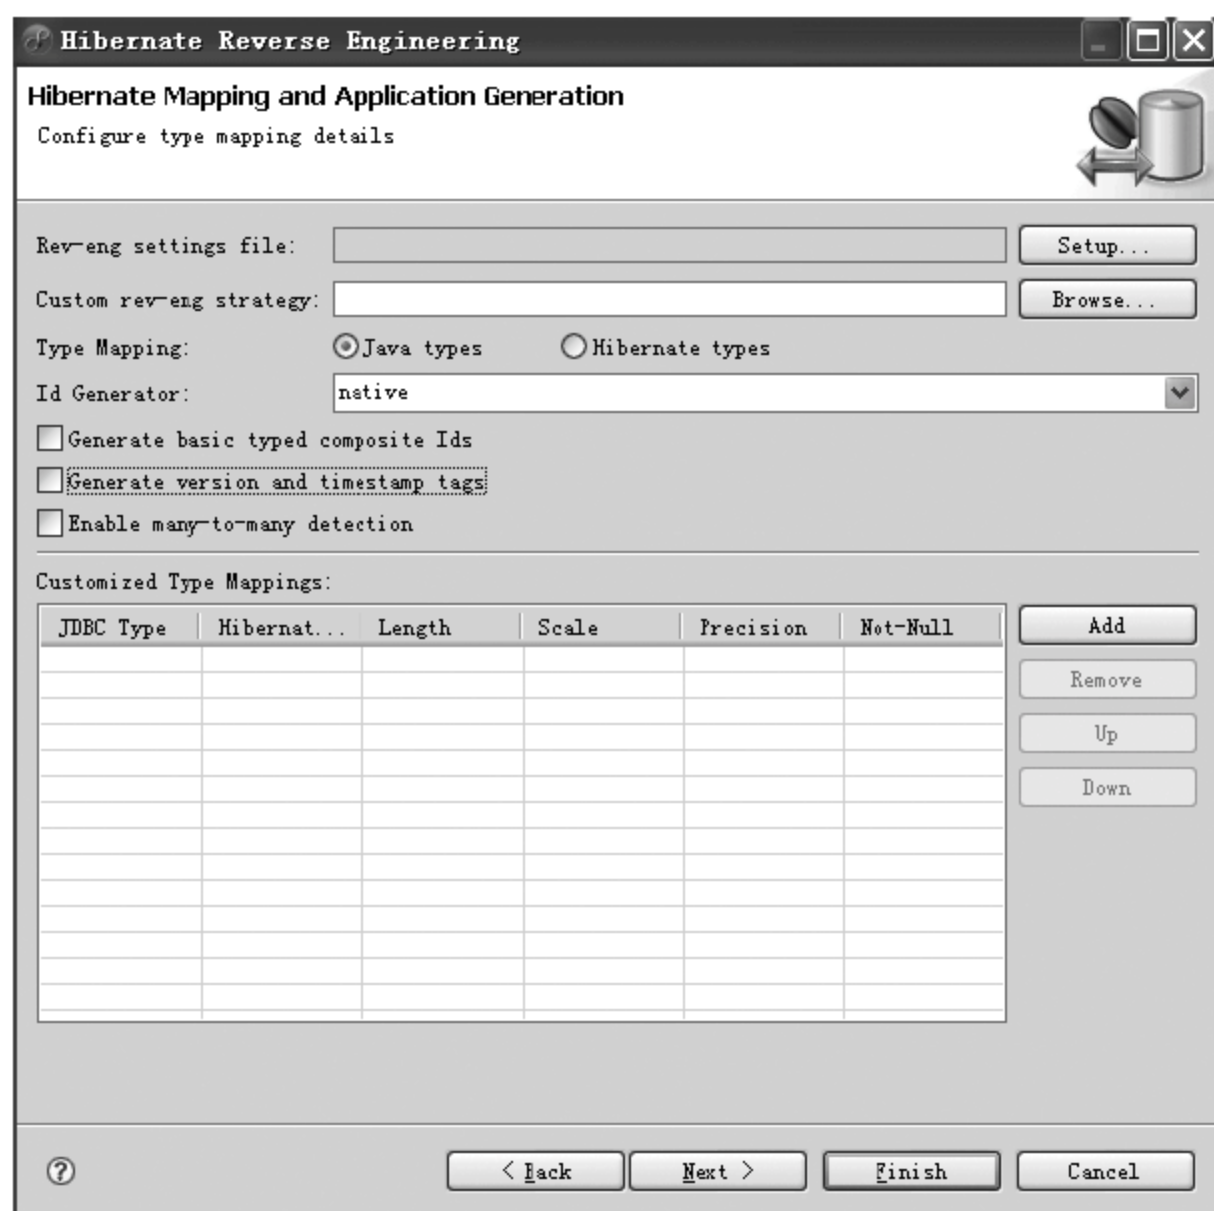 Hibernate Reverse Engineering
Hibernate Mapping and Application Generation
Configure type mapping details
Rev-eng settings file: Setup...
Custom rev-eng strategy: Browse...
Type Mapping: Java types Hibernate types
Id Generator: native
Generate basic typed composite Ids
Generate version and timestamp tags
Enable many-to-many detection
Customized Type Mappings:
JDBC Type Hibernat... Length Scale Precision Not-Null Add
Remove
Up
Down
? < Back Next > Finish Cancel